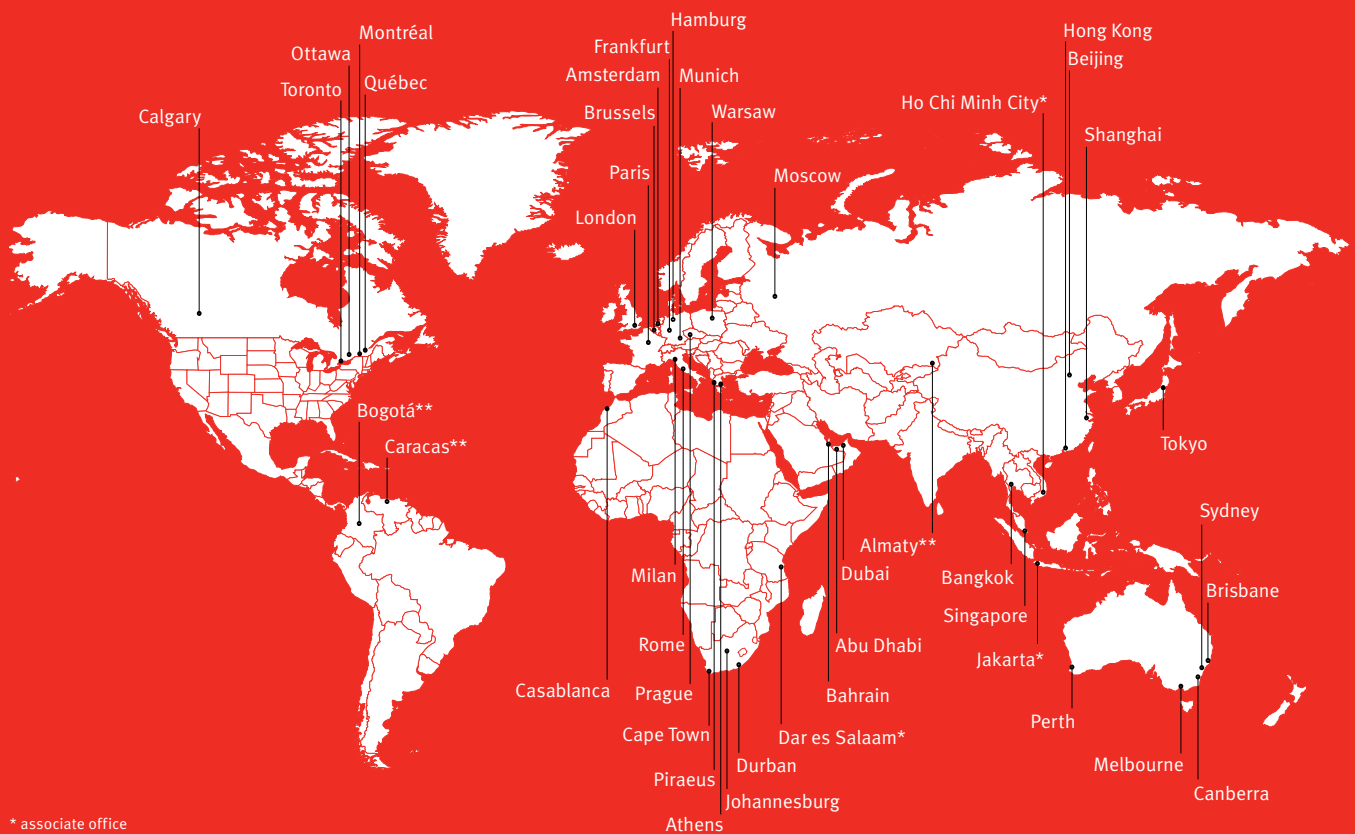 Hamburg
Montréal
Hong Kong
Frankfurt
Ottawa
Beijing
Amsterdam
Munich
Québec
Toronto
Ho Chi Minh City*
Brussels
Warsaw
Calgary
Shanghai
Paris
Moscow
London
Bogotá**
Caracas**
Tokyo
Sydney
Almaty**
Milan
Dubai
Bangkok
Brisbane
Singapore
Rome
Abu Dhabi
Jakarta*
Casablanca
Prague
Bahrain
Perth
Cape Town
Dar es Salaam*
Durban
Melbourne
Piraeus
Canberra
Johannesburg
Athens
* associate office